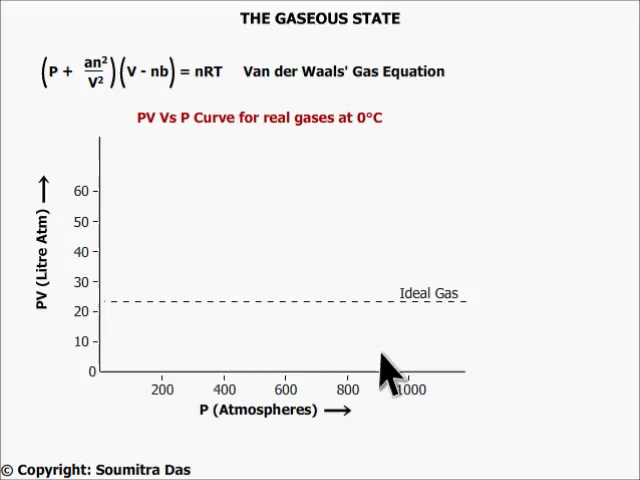 THE GASEOUS STATE
(P + an²/V²)(V - nb) = nRT Van der Waals' Gas Equation
PV Vs P Curve for real gases at 0°C
60
50
40
30
20
10
0
PV (Litre Atm)
Ideal Gas
200 400 600 800 1000
P (Atmospheres)
© Copyright: Soumitra Das